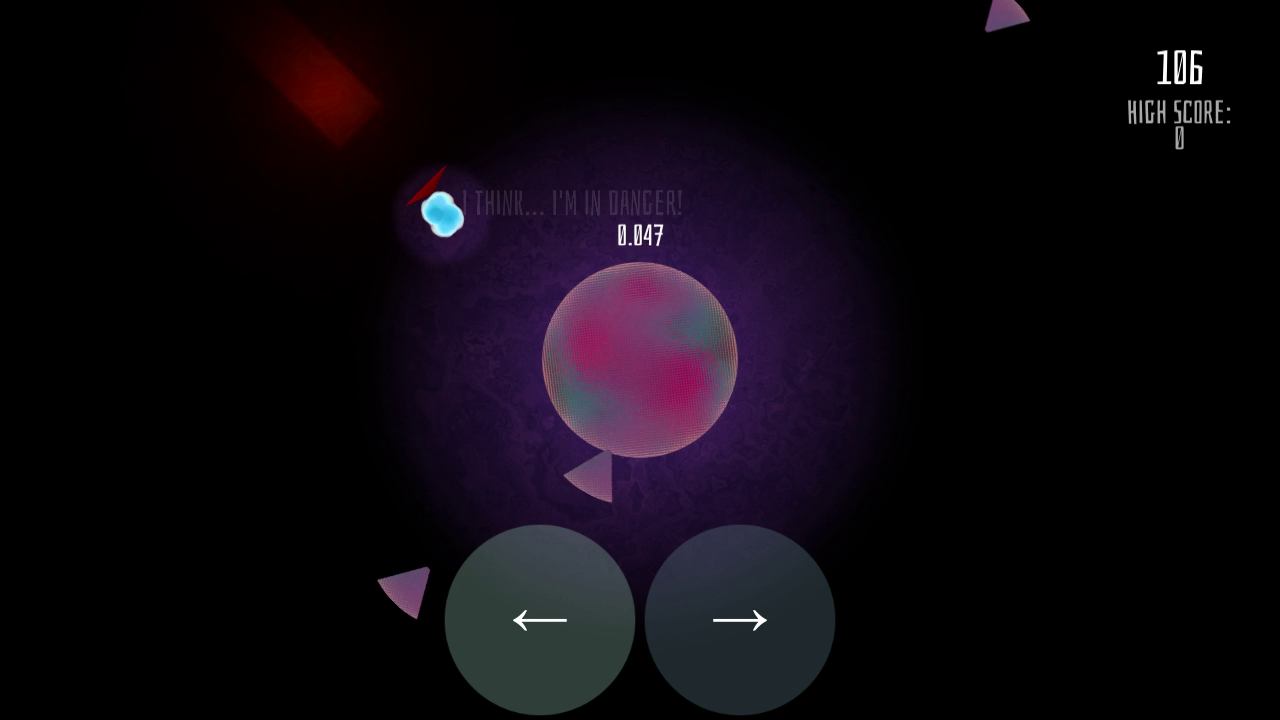 106
HIGH SCORE:
0
I THINK... I'M IN DANGER!
0.047
← →